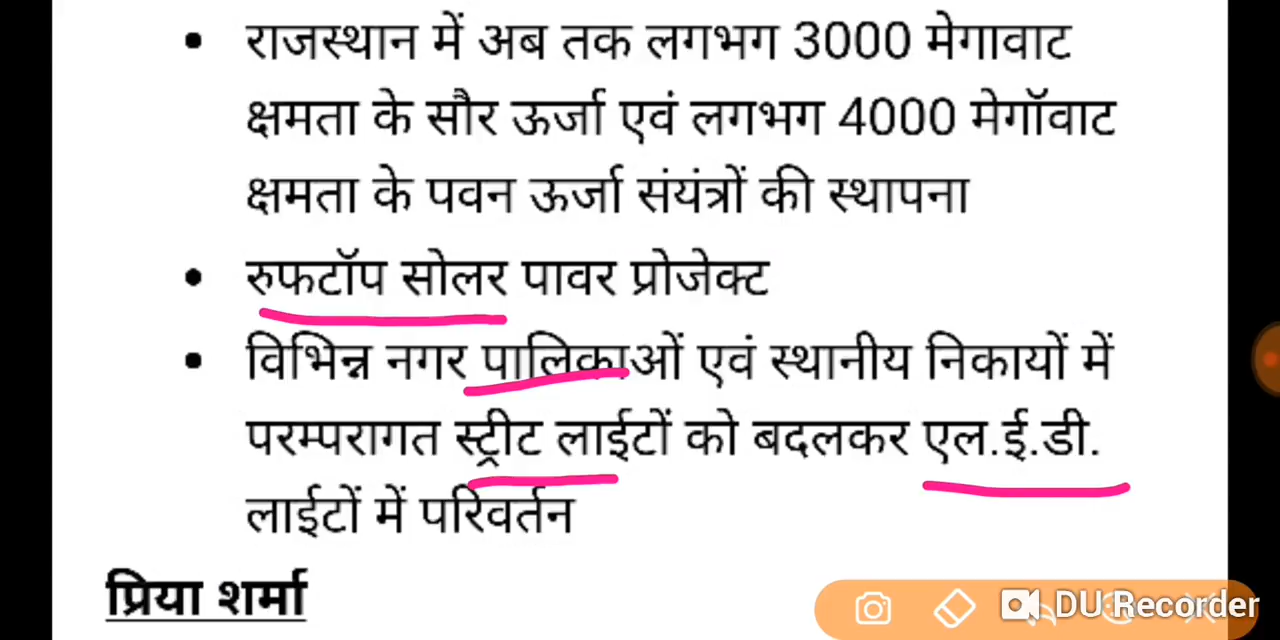 • राजस्थान में अब तक लगभग 3000 मेगावाट
क्षमता के सौर ऊर्जा एवं लगभग 4000 मेगॉवाट
क्षमता के पवन ऊर्जा संयंत्रों की स्थापना
• रुफटॉप सोलर पावर प्रोजेक्ट
• विभिन्न नगर पालिकाओं एवं स्थानीय निकायों में
परम्परागत स्ट्रीट लाईटों को बदलकर एल.ई.डी.
लाईटों में परिवर्तन
प्रिया शर्मा
DU Recorder